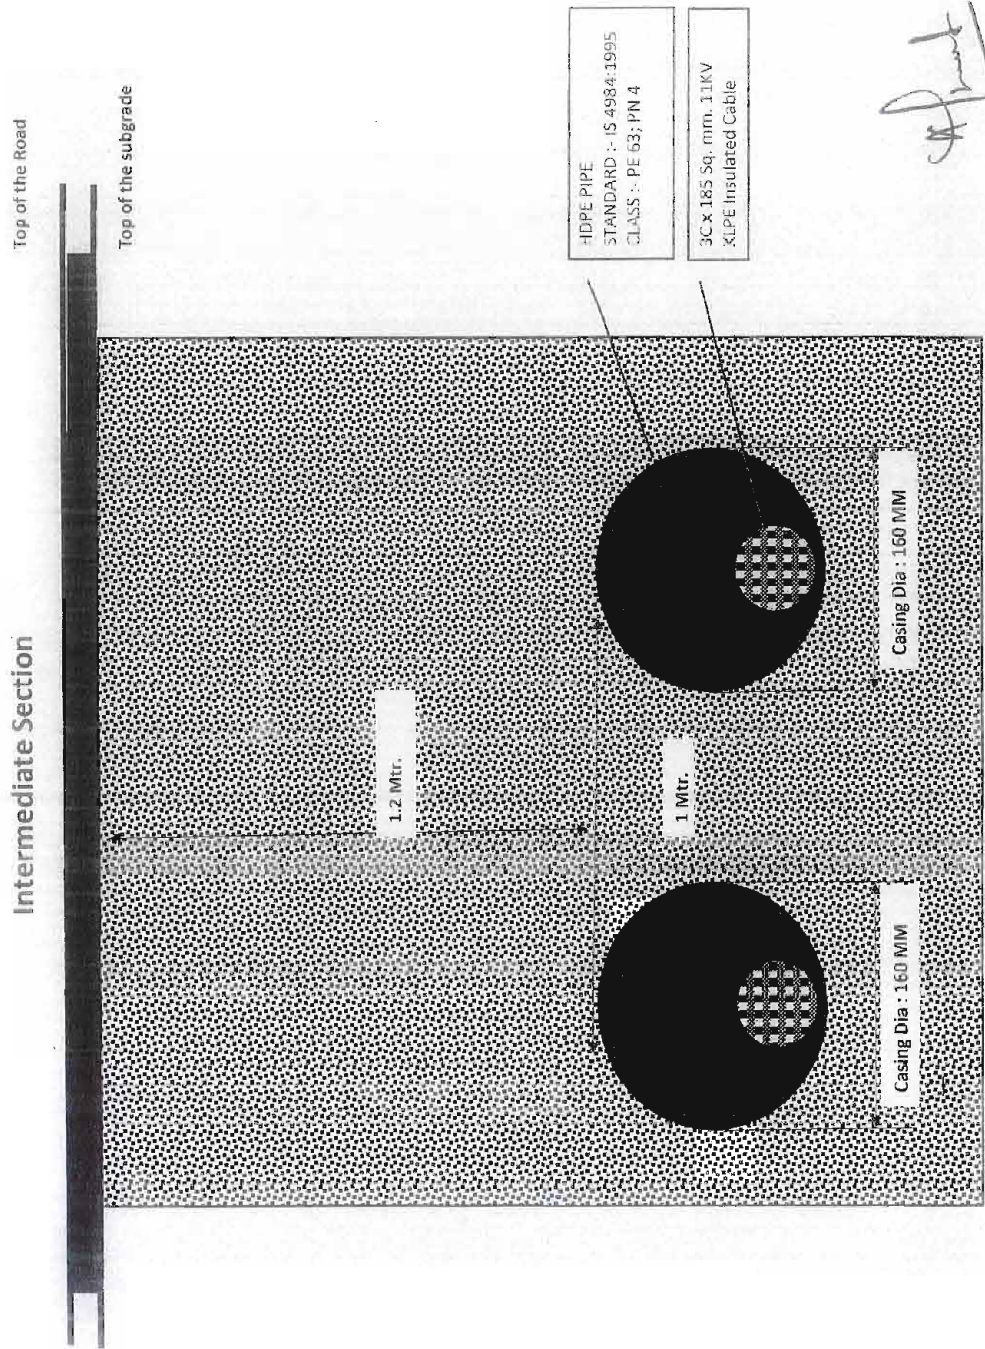 Intermediate Section
Top of the Road
Top of the subgrade
1.2 Mtr.
1 Mtr.
HDPE PIPE
STANDARD :- IS 4984:1995
CLASS :- PE 63; PN 4
3C x 185 Sq. mm. 11KV
XLPE Insulated Cable
Casing Dia : 160 MM
Casing Dia : 160 MM